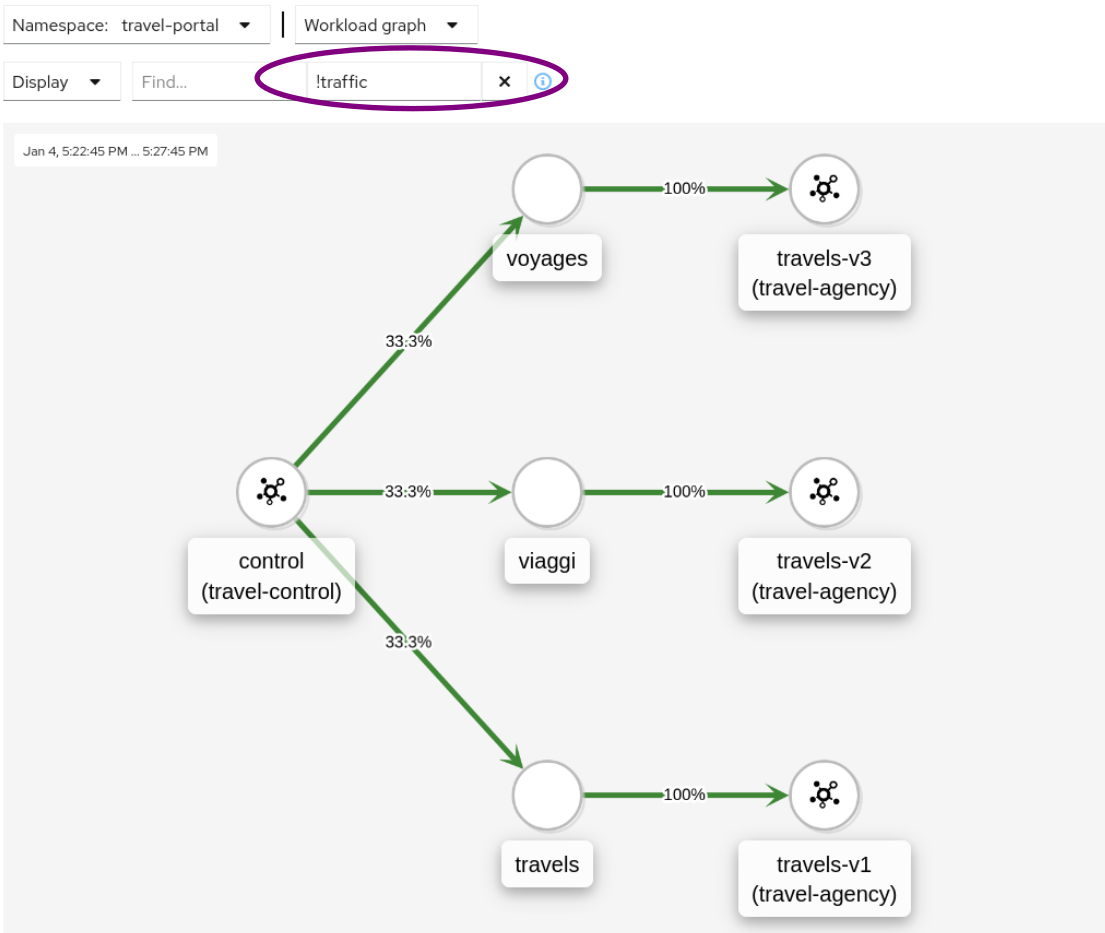 Namespace: travel-portal
Workload graph
Display
Find...
!traffic
Jan 4, 5:22:45 PM ... 5:27:45 PM
100%
voyages
travels-v3
(travel-agency)
33.3%
33.3%
100%
control
(travel-control)
viaggi
travels-v2
(travel-agency)
33.3%
100%
travels
travels-v1
(travel-agency)